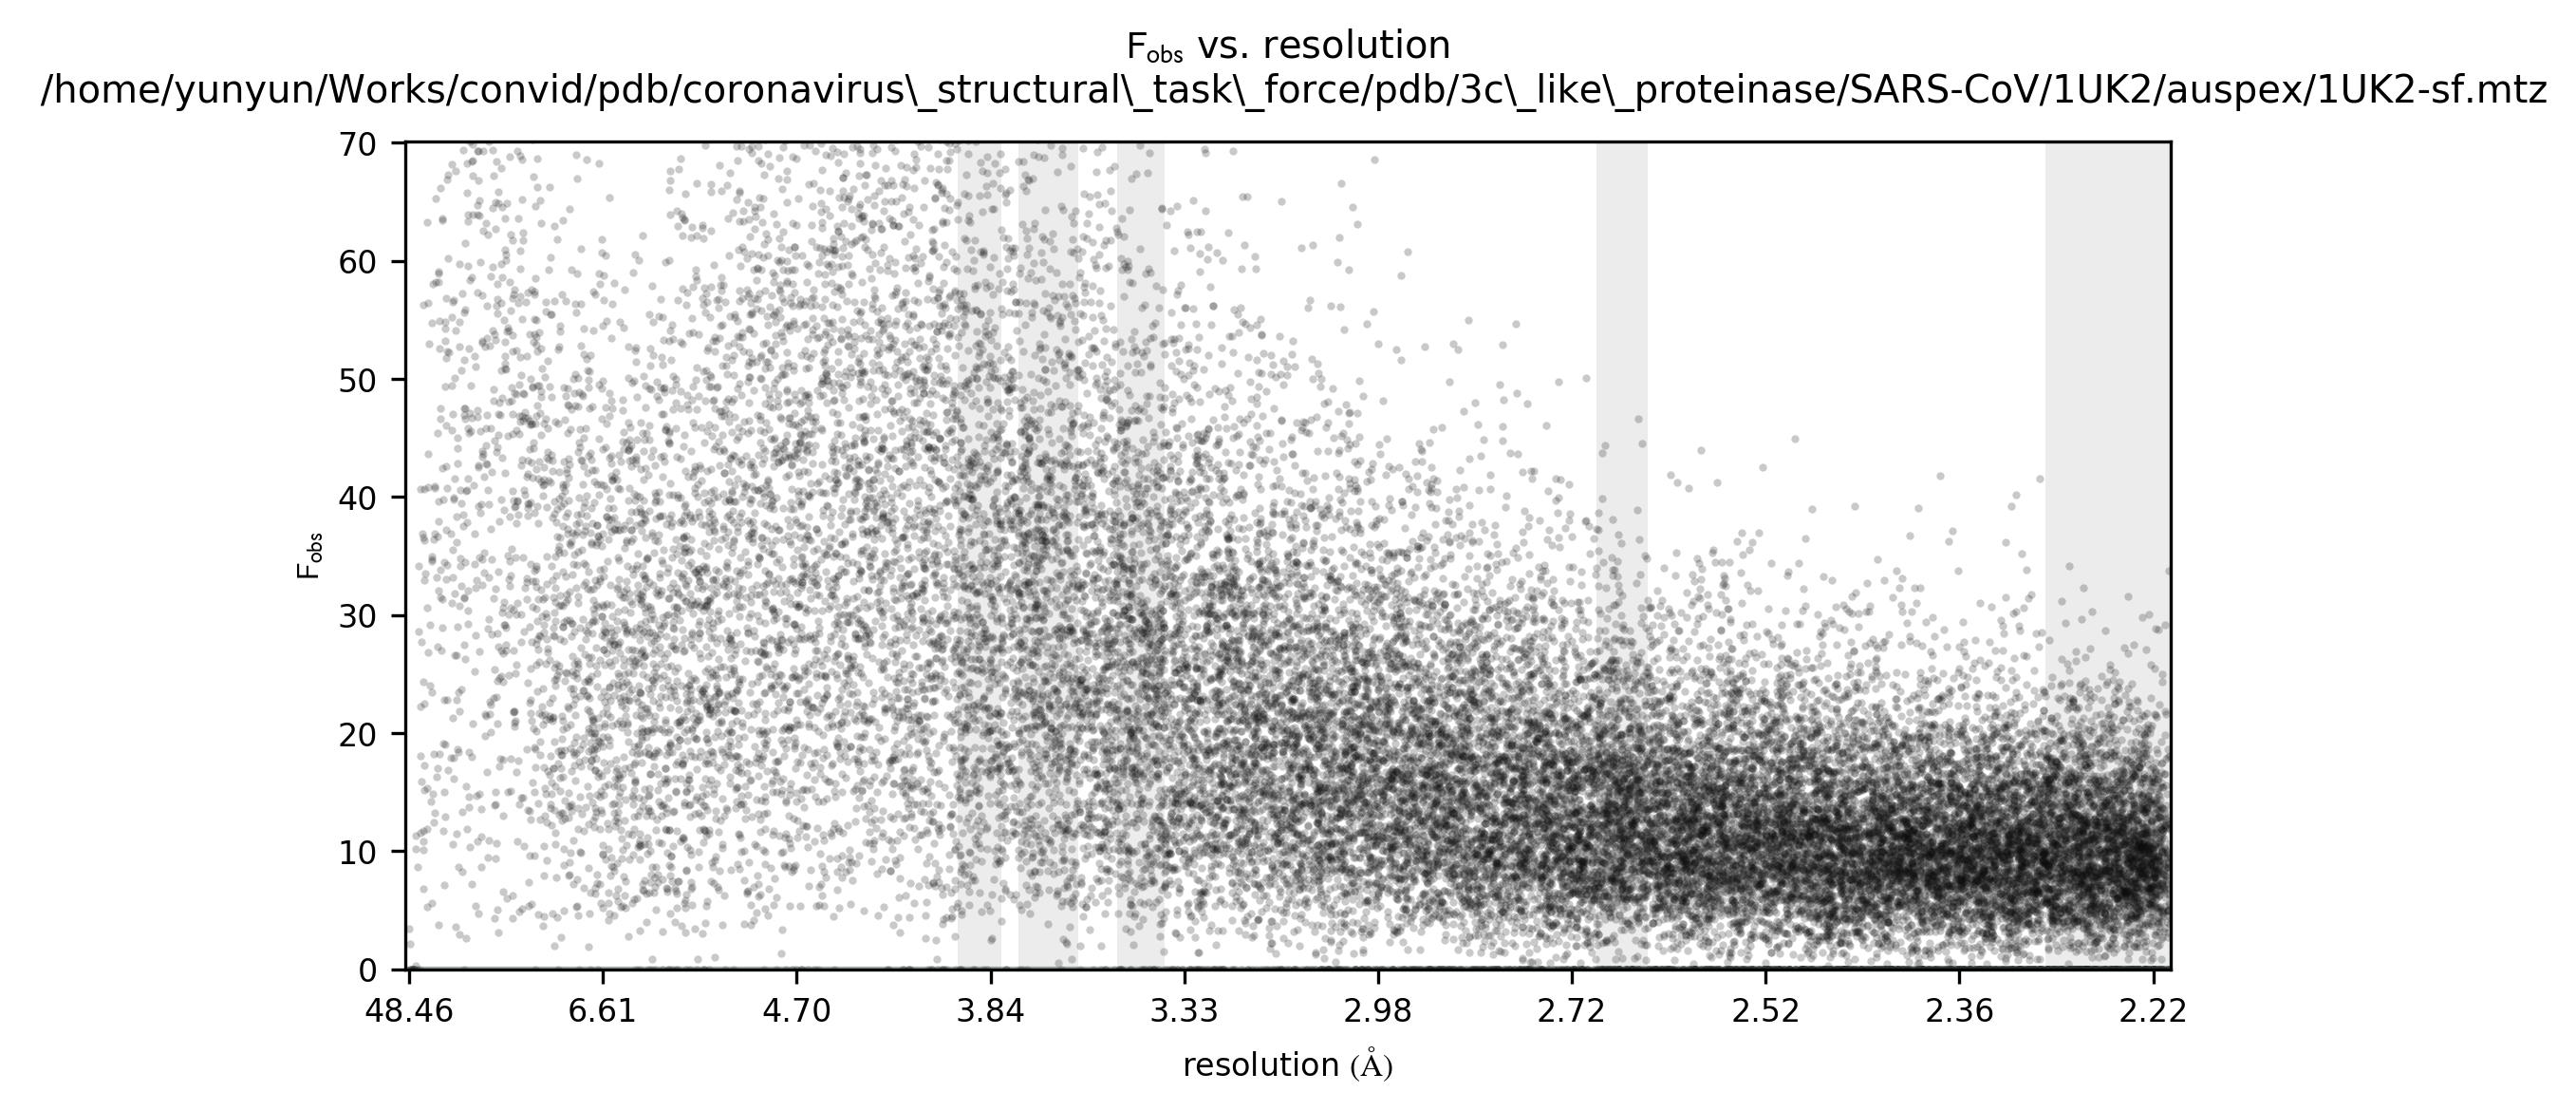 F_obs vs. resolution
/home/yunyun/Works/convid/pdb/coronavirus\_structural\_task\_force/pdb/3c\_like\_proteinase/SARS-CoV/1UK2/auspex/1UK2-sf.mtz
70
60
50
40
30
20
10
0
F_obs
48.46 6.61 4.70 3.84 3.33 2.98 2.72 2.52 2.36 2.22
resolution (Å)